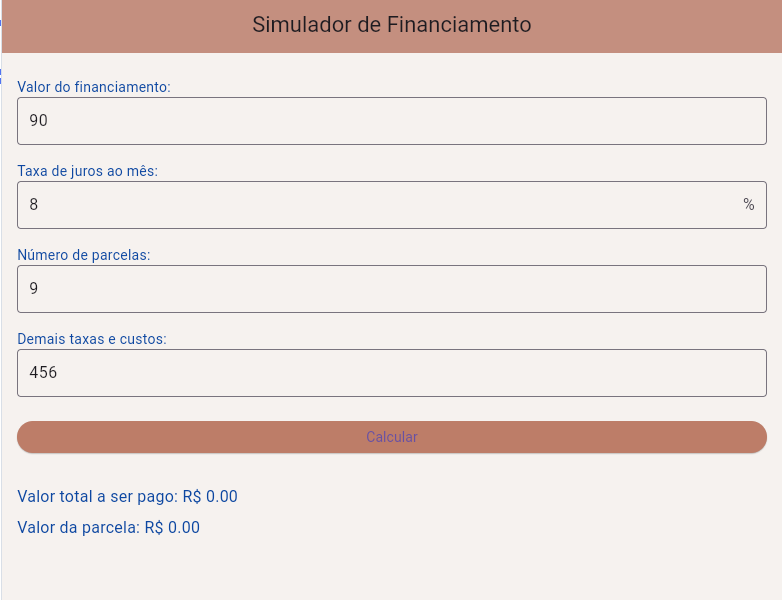 Simulador de Financiamento
Valor do financiamento:
90
Taxa de juros ao mês:
8 %
Número de parcelas:
9
Demais taxas e custos:
456
Calcular
Valor total a ser pago: R$ 0.00
Valor da parcela: R$ 0.00